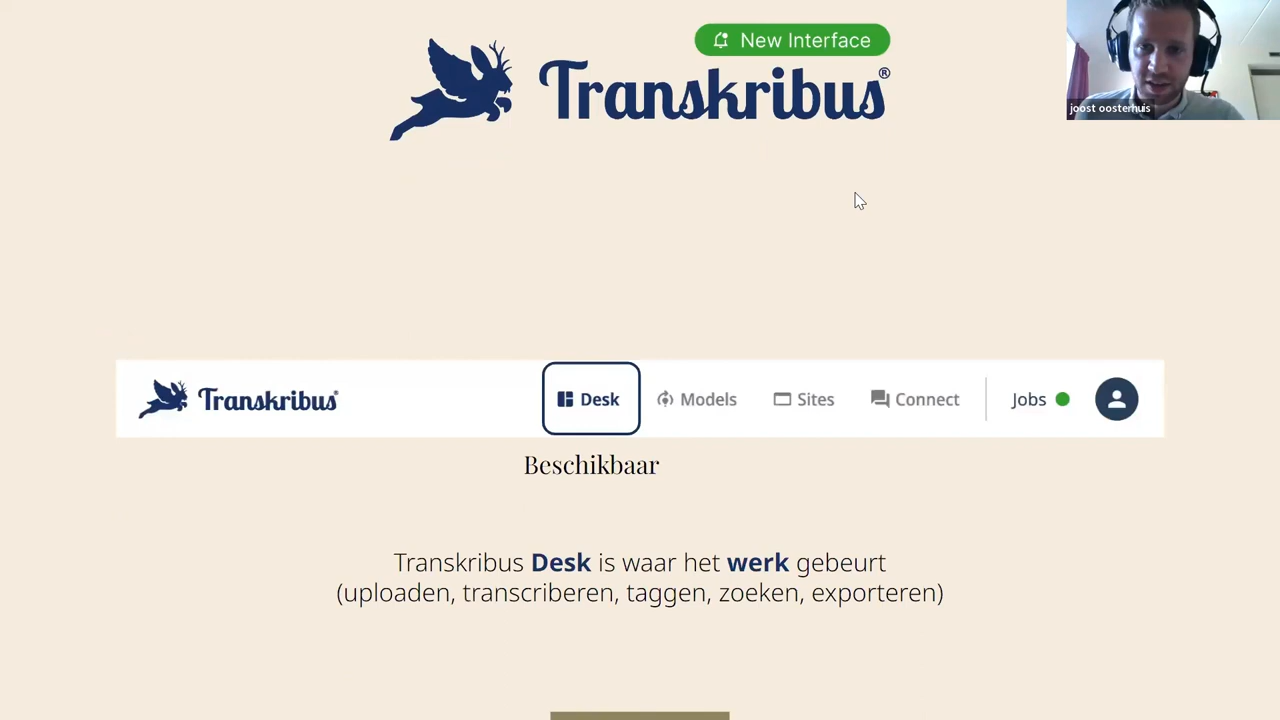 New Interface
Transkribus®
joost oosterhuis
Transkribus® Desk Models Sites Connect Jobs
Beschikbaar
Transkribus Desk is waar het werk gebeurt
(uploaden, transcriberen, taggen, zoeken, exporteren)